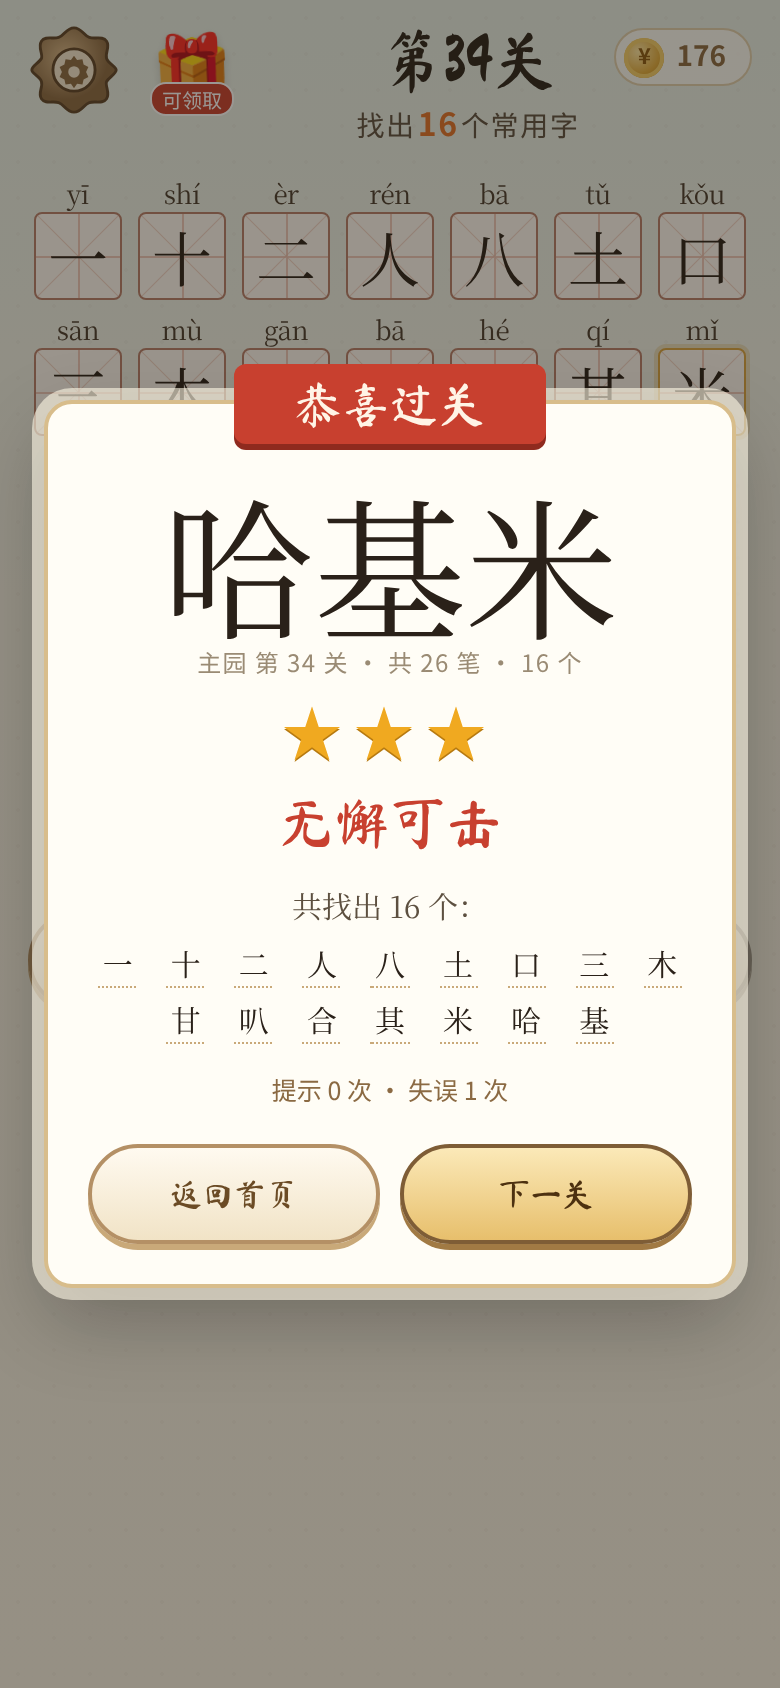 第34关
¥ 176
可领取
找出16个常用字
yī shí èr rén bā tǔ kǒu
一 十 二 人 八 土 口
sān mù gān bā hé qí mǐ
三 木 甘 米
恭喜过关
哈基米
主园 第 34 关 · 共 26 笔 · 16 个
无懈可击
共找出 16 个：
一 十 二 人 八 土 口 三 木
甘 叭 合 其 米 哈 基
提示 0 次 · 失误 1 次
返回首页 下一关